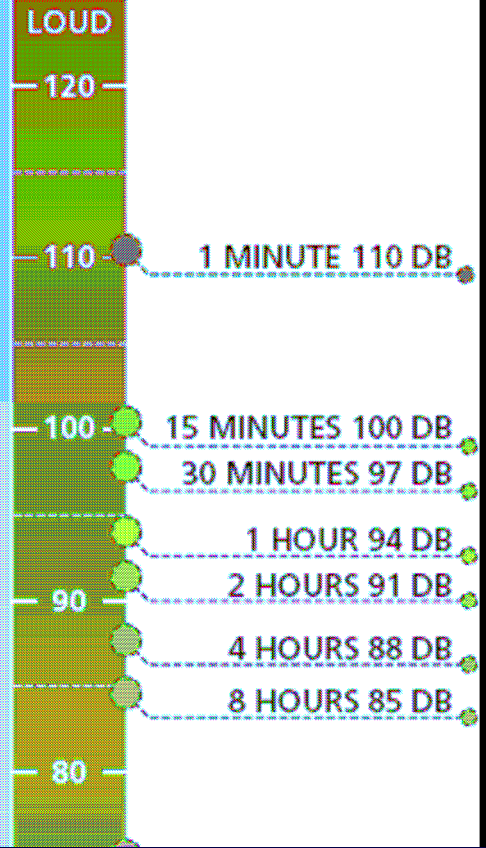 LOUD
120
110
1 MINUTE 110 DB
100
15 MINUTES 100 DB
30 MINUTES 97 DB
1 HOUR 94 DB
90
2 HOURS 91 DB
4 HOURS 88 DB
8 HOURS 85 DB
80